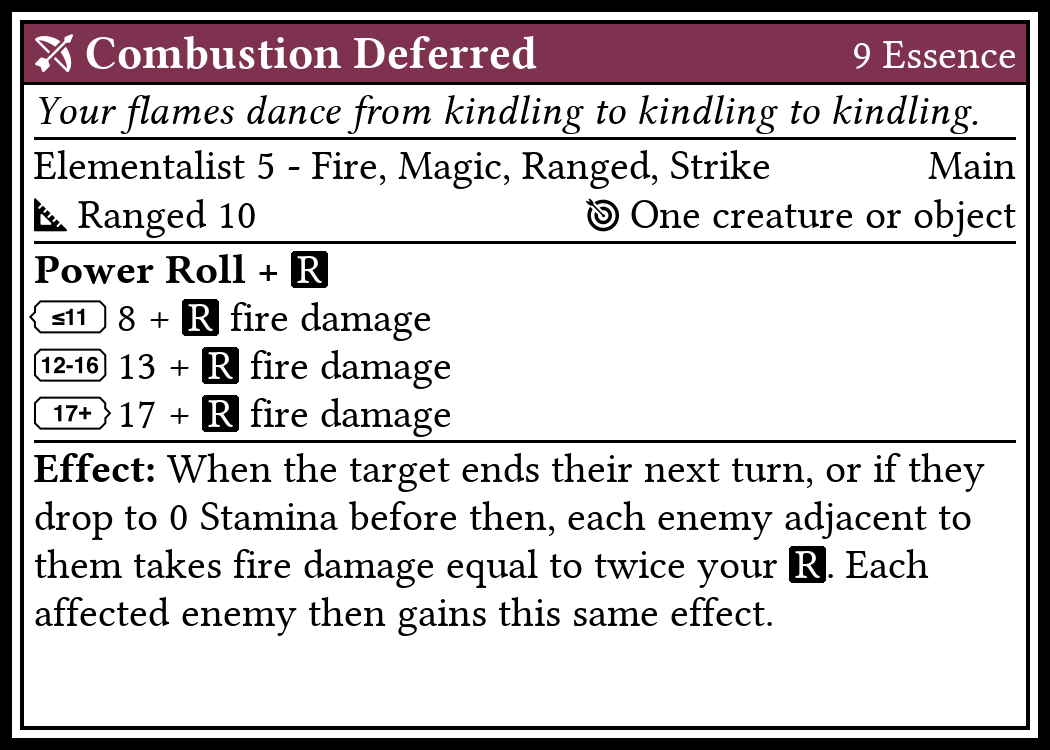 Combustion Deferred 9 Essence
Your flames dance from kindling to kindling to kindling.
Elementalist 5 - Fire, Magic, Ranged, Strike Main
Ranged 10 One creature or object
Power Roll + R
≤11 8 + R fire damage
12-16 13 + R fire damage
17+ 17 + R fire damage
Effect: When the target ends their next turn, or if they
drop to 0 Stamina before then, each enemy adjacent to
them takes fire damage equal to twice your R. Each
affected enemy then gains this same effect.